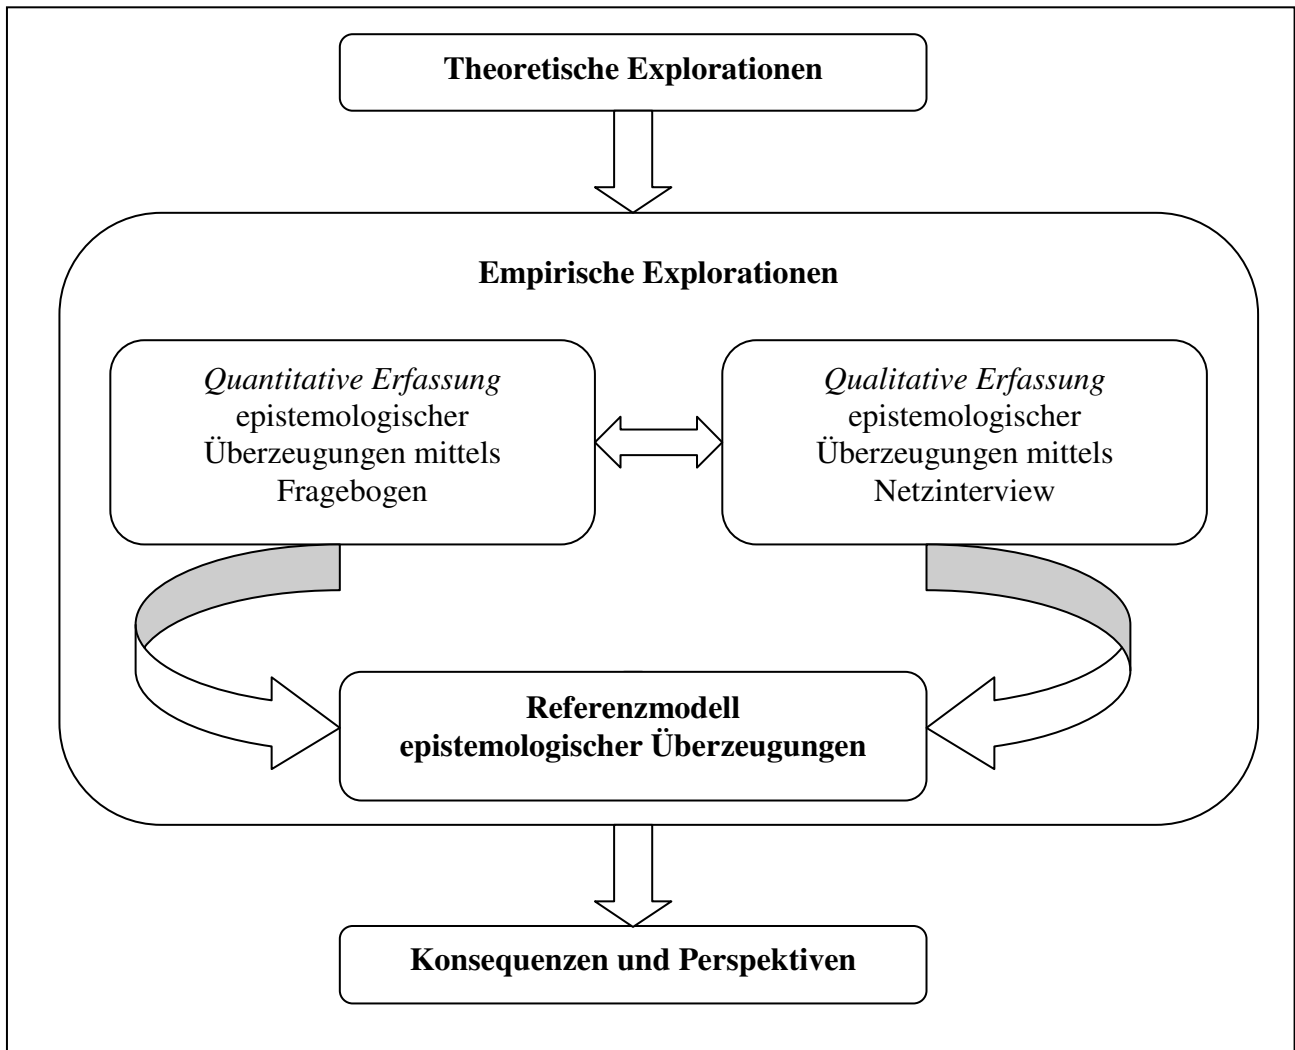 Theoretische Explorationen
Empirische Explorationen
Quantitative Erfassung
epistemologischer
Überzeugungen mittels
Fragebogen
Qualitative Erfassung
epistemologischer
Überzeugungen mittels
Netzinterview
Referenzmodell
epistemologischer Überzeugungen
Konsequenzen und Perspektiven